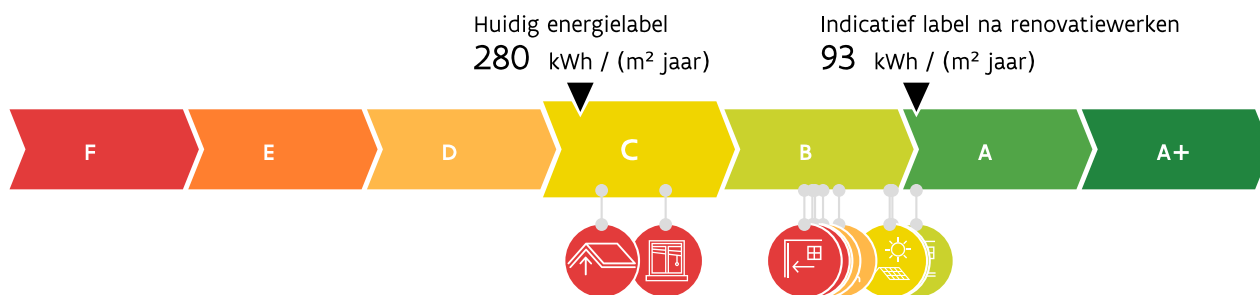 Huidig energielabel
280 kWh / (m² jaar)
Indicatief label na renovatiewerken
93 kWh / (m² jaar)
F E D C B A A+